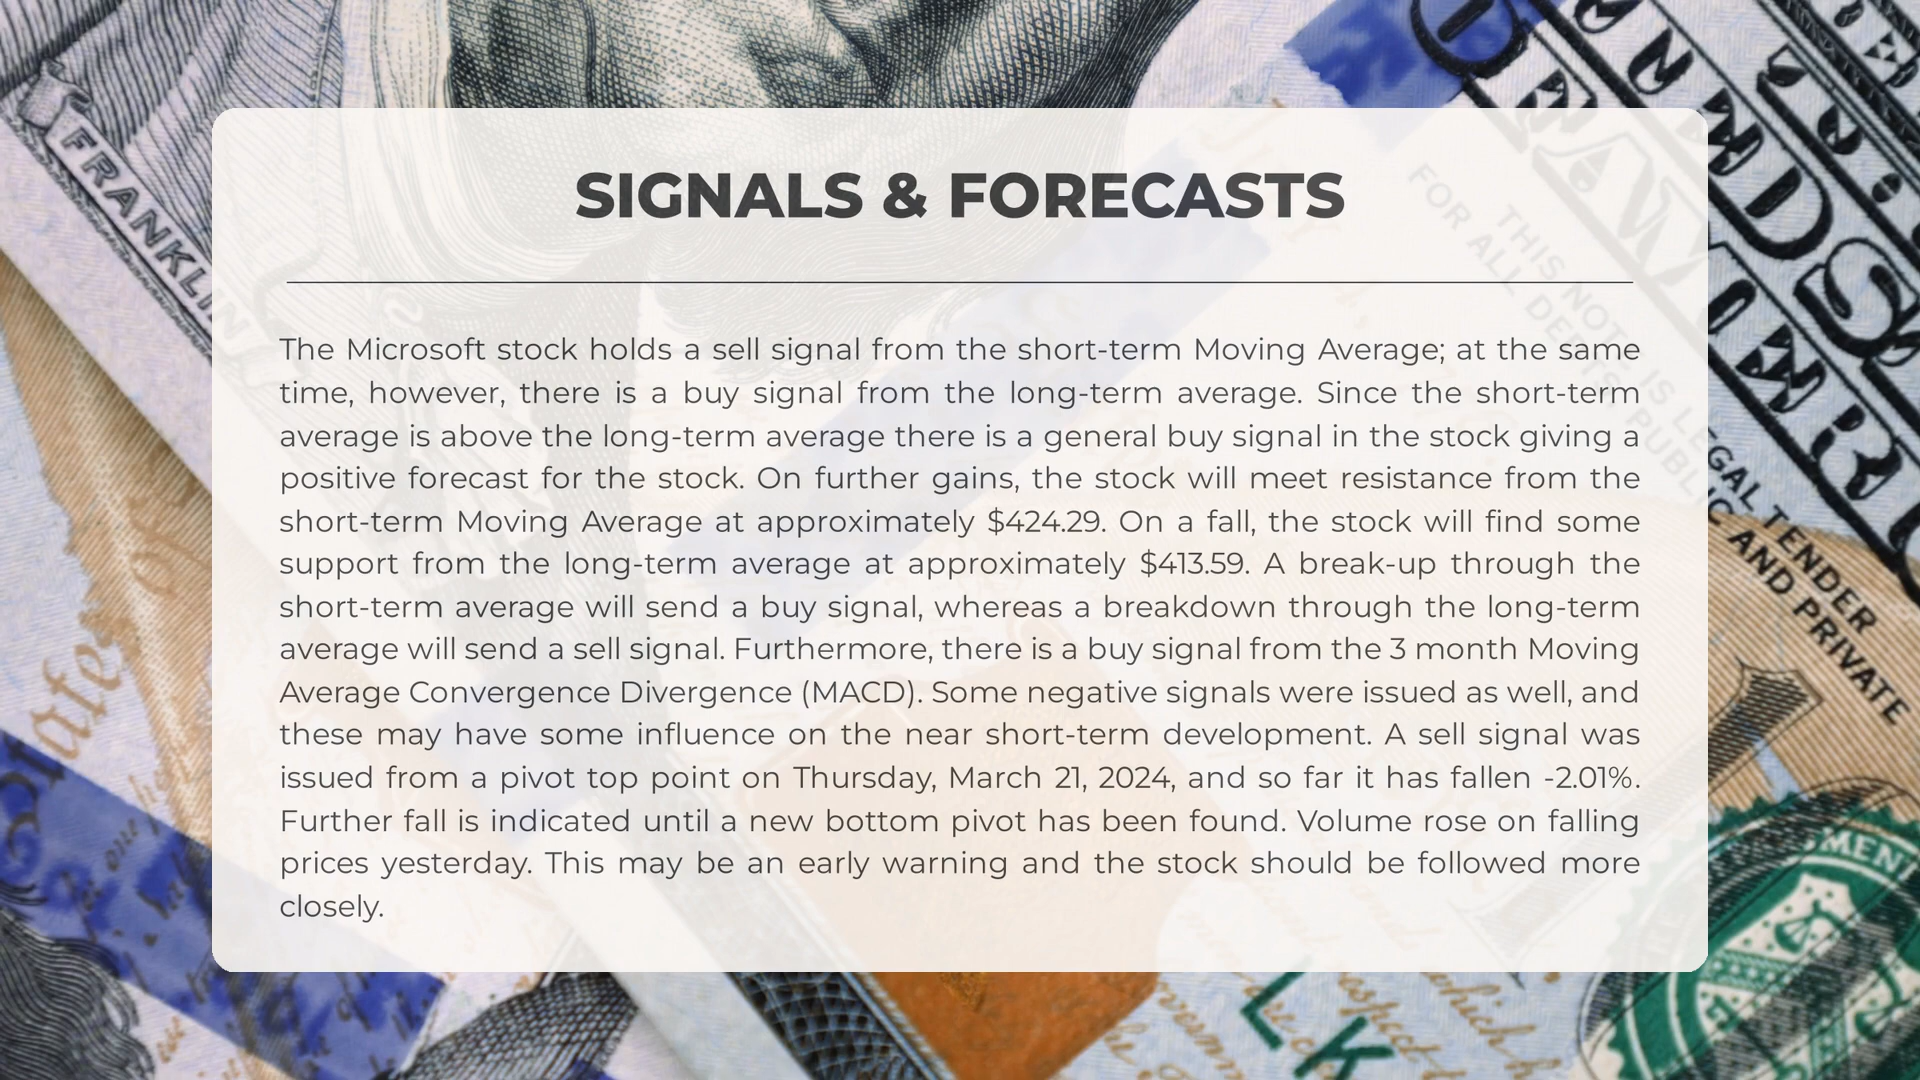 SIGNALS & FORECASTS
The Microsoft stock holds a sell signal from the short-term Moving Average; at the same
time, however, there is a buy signal from the long-term average. Since the short-term
average is above the long-term average there is a general buy signal in the stock giving a
positive forecast for the stock. On further gains, the stock will meet resistance from the
short-term Moving Average at approximately $424.29. On a fall, the stock will find some
support from the long-term average at approximately $413.59. A break-up through the
short-term average will send a buy signal, whereas a breakdown through the long-term
average will send a sell signal. Furthermore, there is a buy signal from the 3 month Moving
Average Convergence Divergence (MACD). Some negative signals were issued as well, and
these may have some influence on the near short-term development. A sell signal was
issued from a pivot top point on Thursday, March 21, 2024, and so far it has fallen -2.01%.
Further fall is indicated until a new bottom pivot has been found. Volume rose on falling
prices yesterday. This may be an early warning and the stock should be followed more
closely.
FRANKLIN
THIS NOTE IS LEGAL TENDER
FOR ALL DEBTS, PUBLIC AND PRIVATE
LK